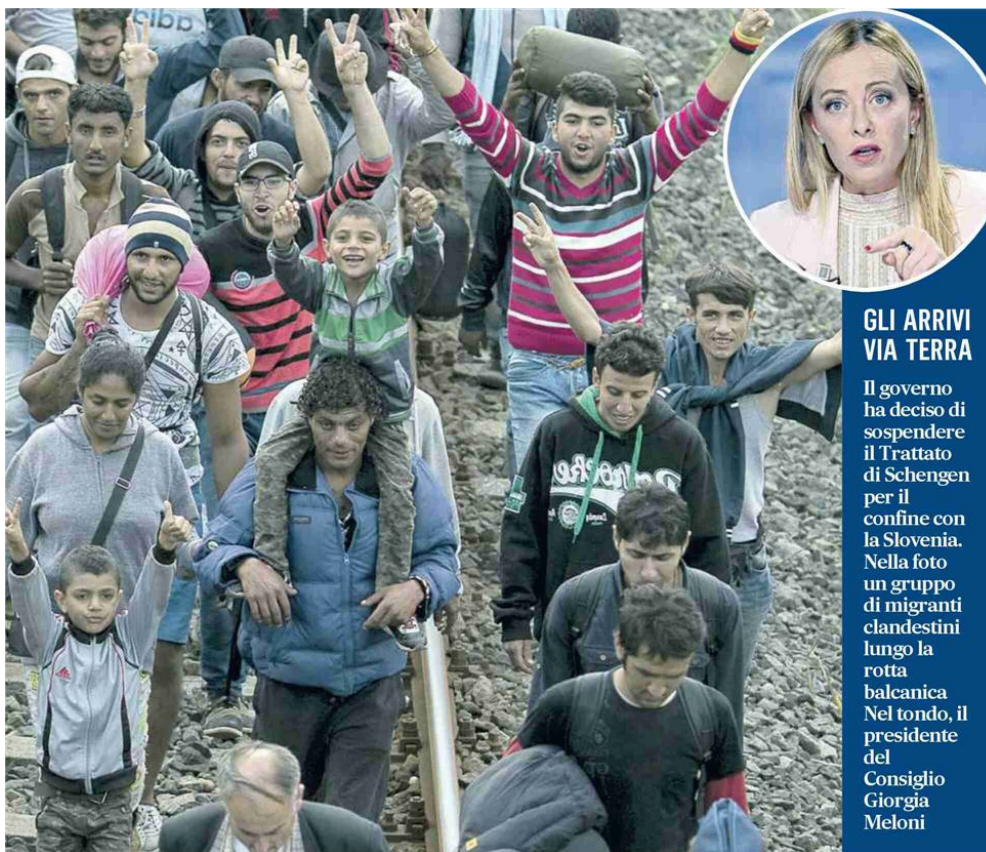 GLI ARRIVI
VIA TERRA
Il governo
ha deciso di
sospendere
il Trattato
di Schengen
per il
confine con
la Slovenia.
Nella foto
un gruppo
di migranti
clandestini
lungo la
rotta
balcanica
Nel tondo, il
presidente
del
Consiglio
Giorgia
Meloni